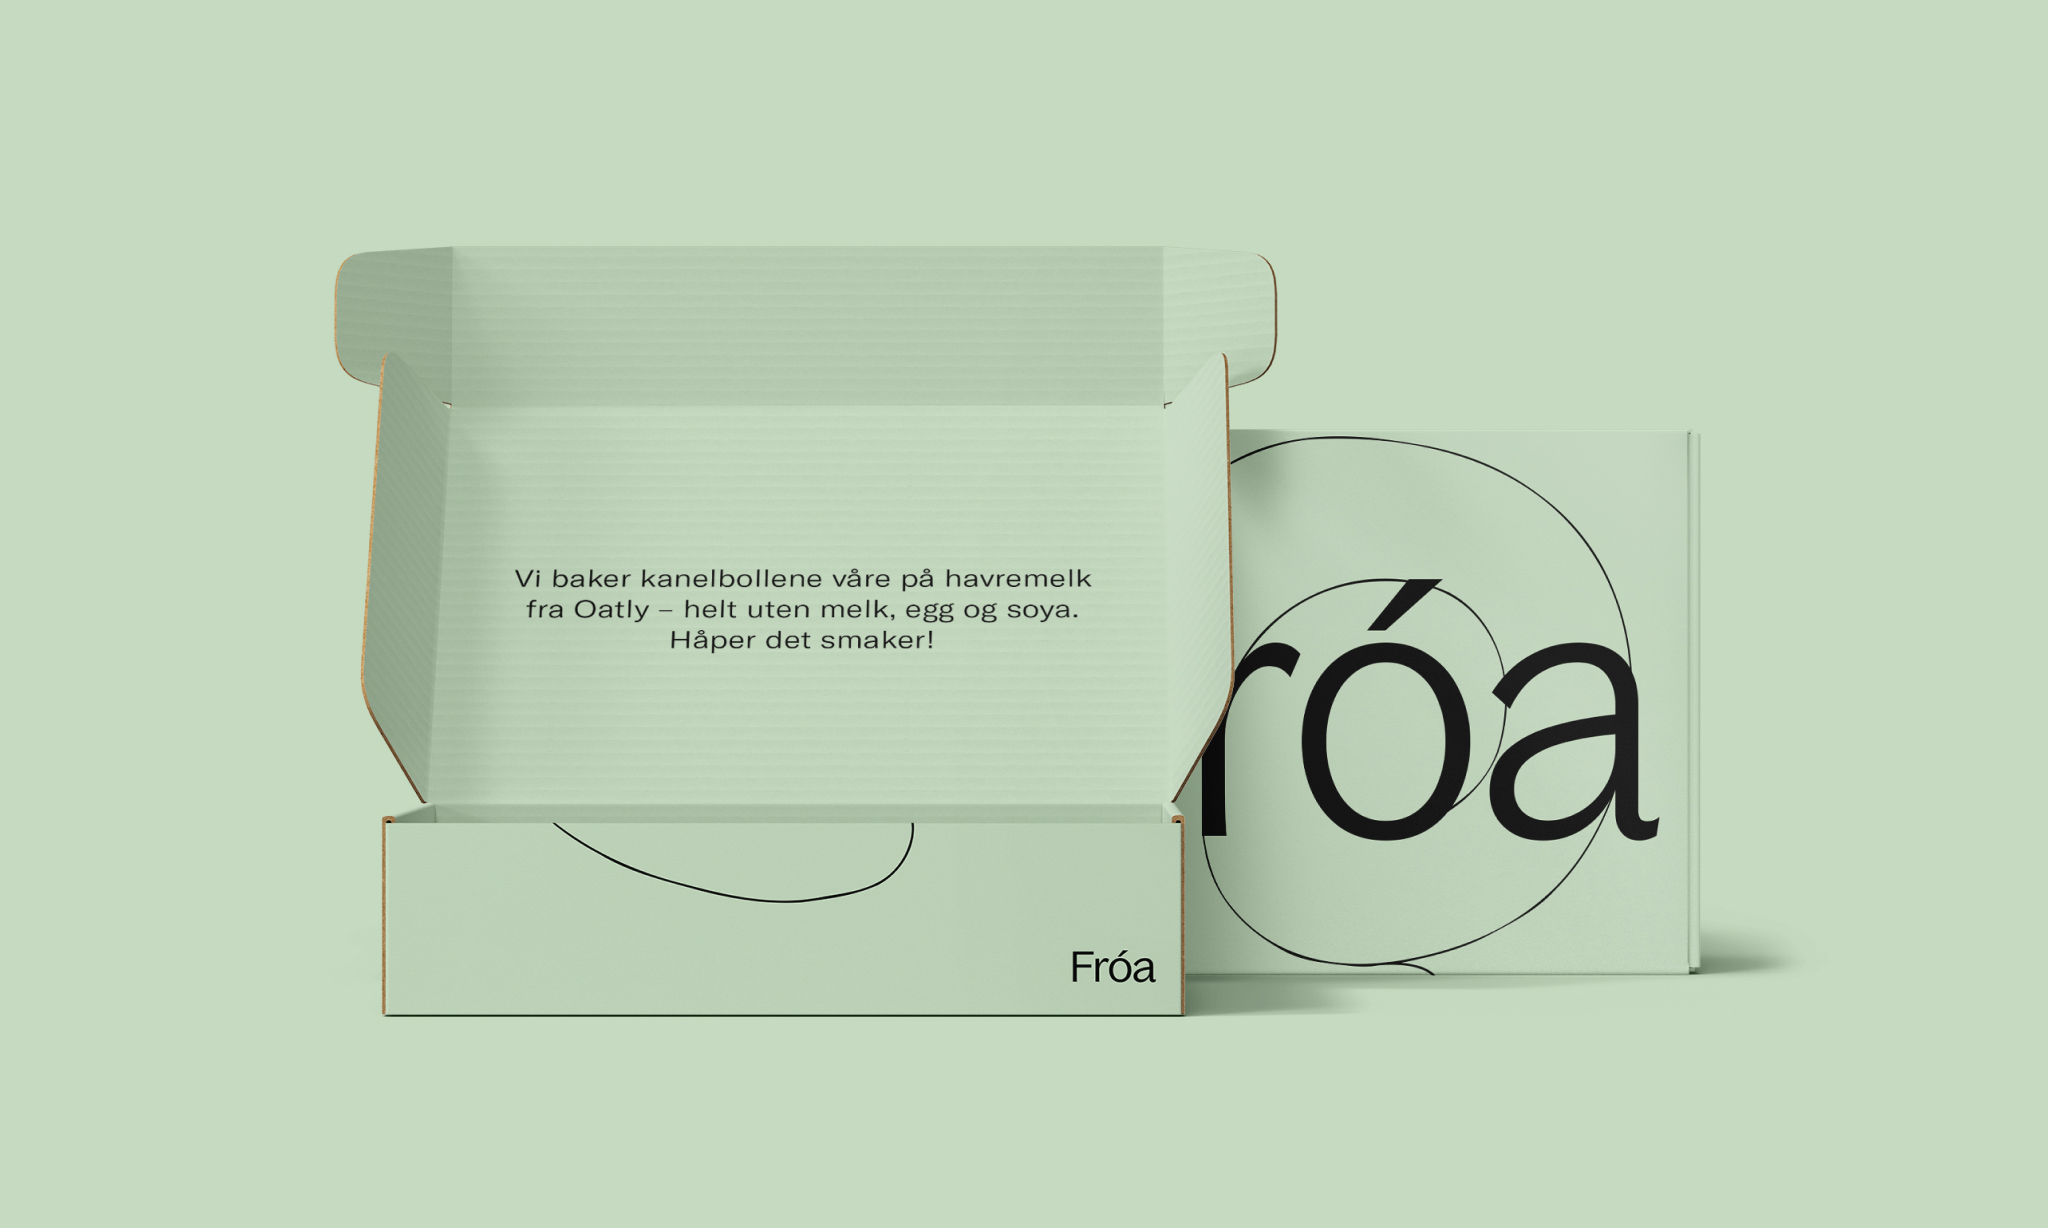 Vi baker kanelbollene våre på havremelk
fra Oatly – helt uten melk, egg og soya.
Håper det smaker!
Fróa
róa